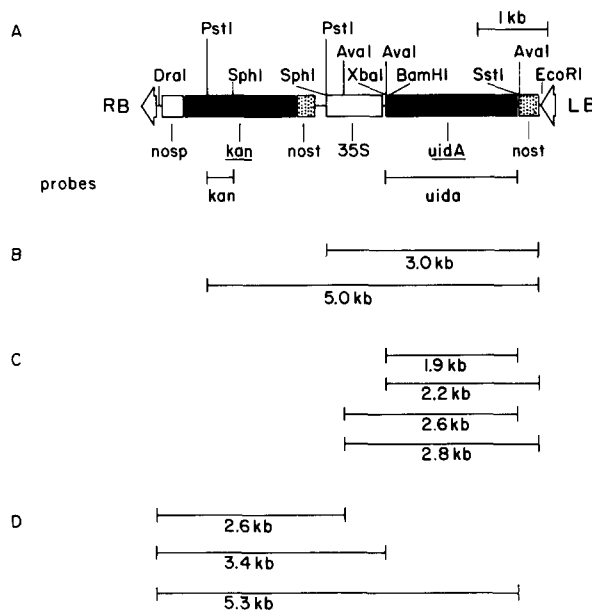 A
1 kb
PstI
PstI
AvaI AvaI
AvaI
DraI
SphI
SphI
XbaI
BamHI
SstI
EcoRI
RB
LB
nosp
kan
nost
35S
uidA
nost
probes
kan
uida
B
3.0 kb
5.0 kb
C
1.9 kb
2.2 kb
2.6 kb
2.8 kb
D
2.6 kb
3.4 kb
5.3 kb